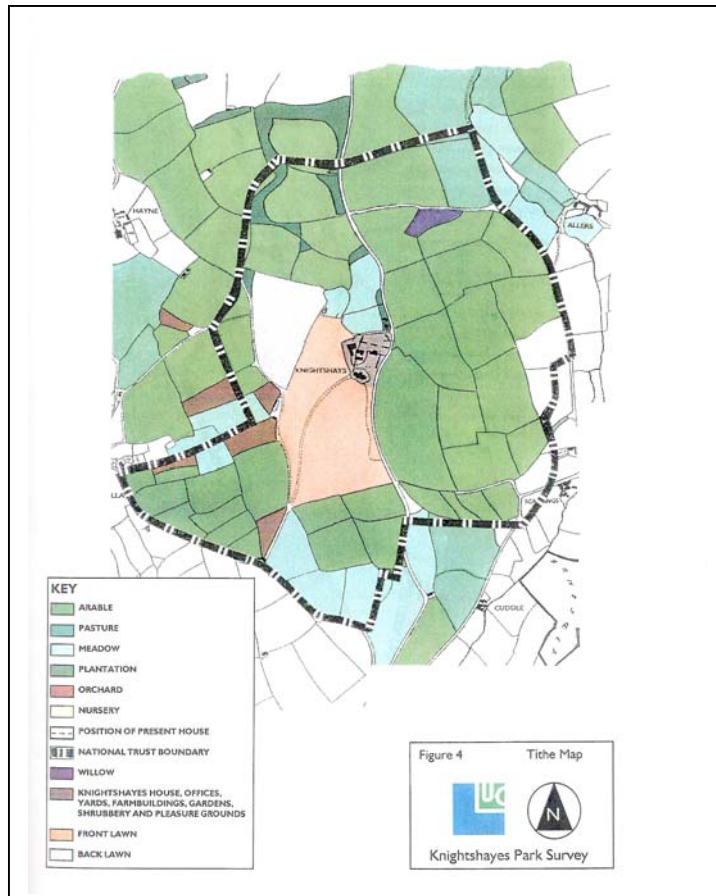 HAYNE
ALLERS
KNIGHTSHAYS
CUDDLE
KEY
ARABLE
PASTURE
MEADOW
PLANTATION
ORCHARD
NURSERY
POSITION OF PRESENT HOUSE
NATIONAL TRUST BOUNDARY
WILLOW
KNIGHTSHAYES HOUSE, OFFICES,
YARDS, FARMBUILDINGS, GARDENS,
SHRUBBERY AND PLEASURE GROUNDS
FRONT LAWN
BACK LAWN
Figure 4 Tithe Map
LUC
N
Knightshayes Park Survey